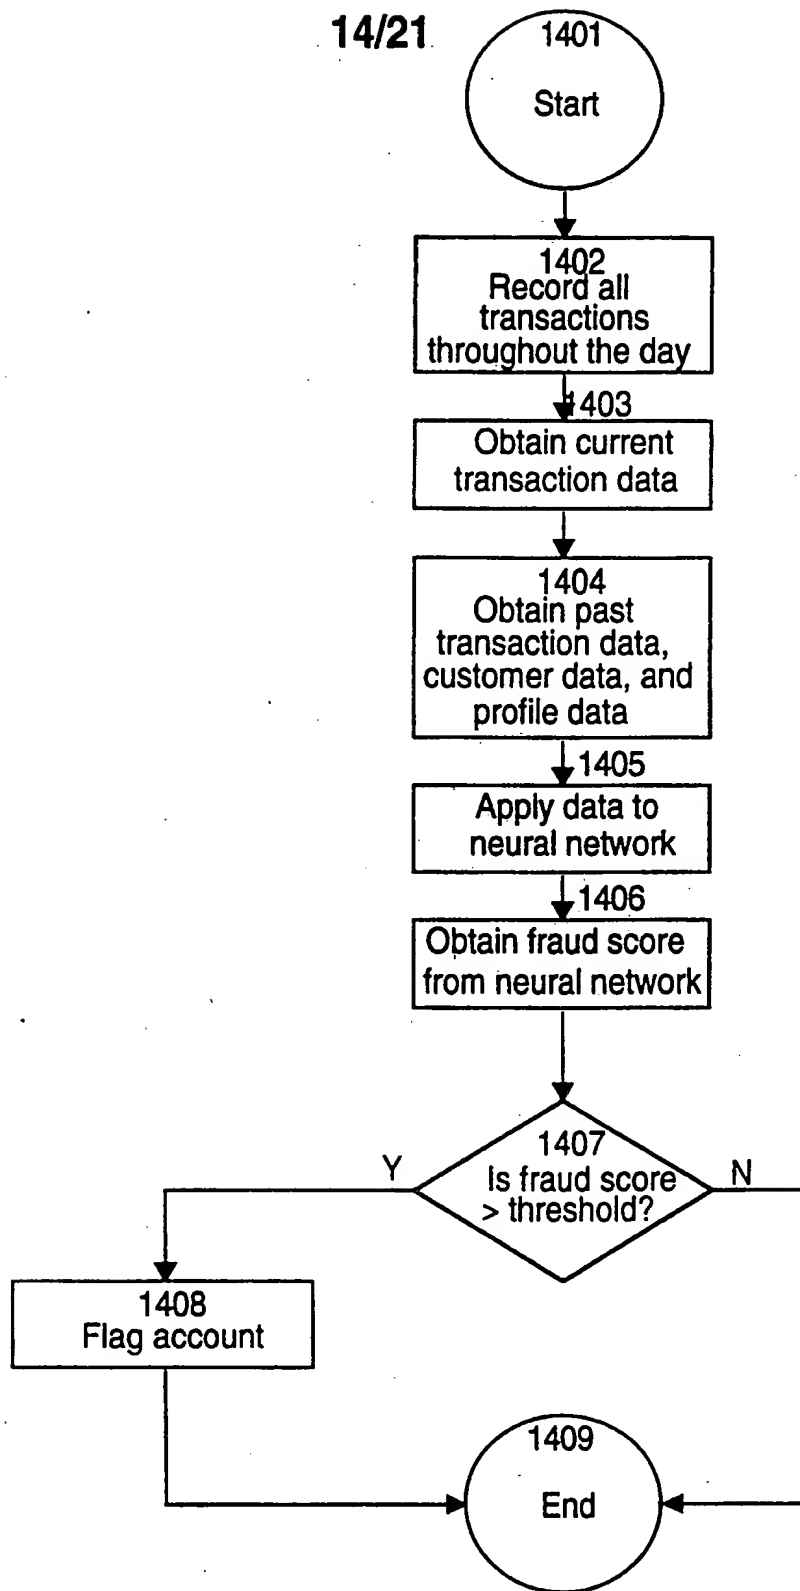 14/21
1401
Start
1402
Record all
transactions
throughout the day
1403
Obtain current
transaction data
1404
Obtain past
transaction data,
customer data, and
profile data
1405
Apply data to
neural network
1406
Obtain fraud score
from neural network
1407
Is fraud score
> threshold?
Y
N
1408
Flag account
1409
End